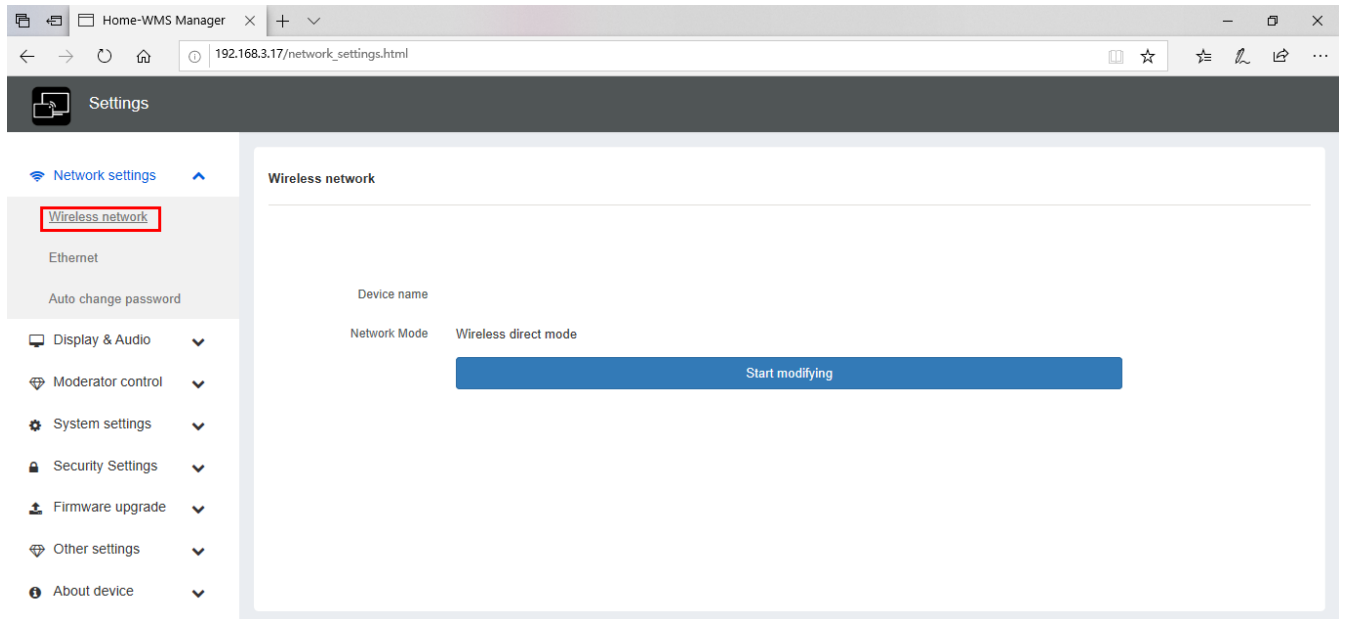 Home-WMS Manager
192.168.3.17/network_settings.html
Settings
Network settings
Wireless network
Ethernet
Auto change password
Display & Audio
Moderator control
System settings
Security Settings
Firmware upgrade
Other settings
About device
Wireless network
Device name
Network Mode Wireless direct mode
Start modifying